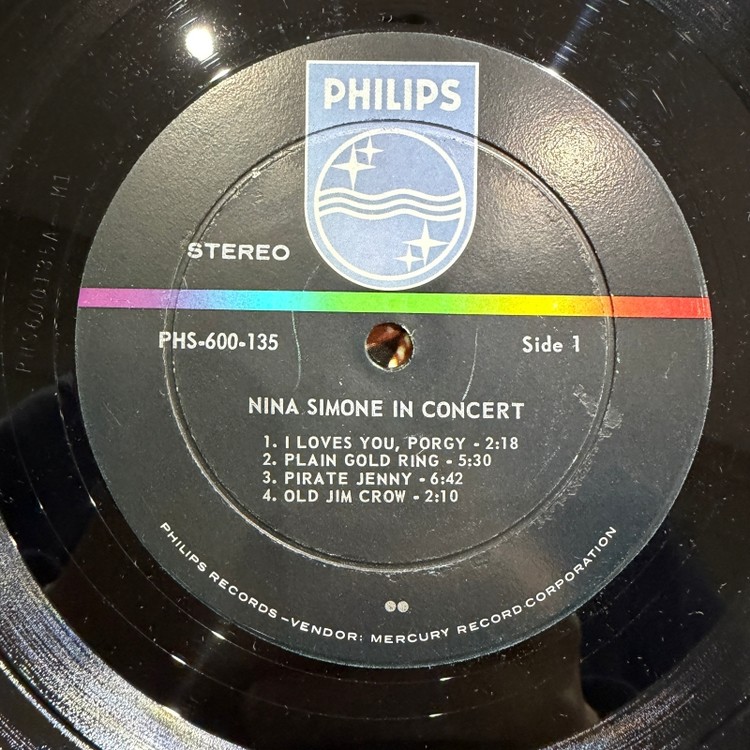 PHILIPS
STEREO
PHS-600-135
Side 1
NINA SIMONE IN CONCERT
1. I LOVES YOU, PORGY - 2:18
2. PLAIN GOLD RING - 5:30
3. PIRATE JENNY - 6:42
4. OLD JIM CROW - 2:10
PHILIPS RECORDS - VENDOR: MERCURY RECORD CORPORATION
PHS600135A M1